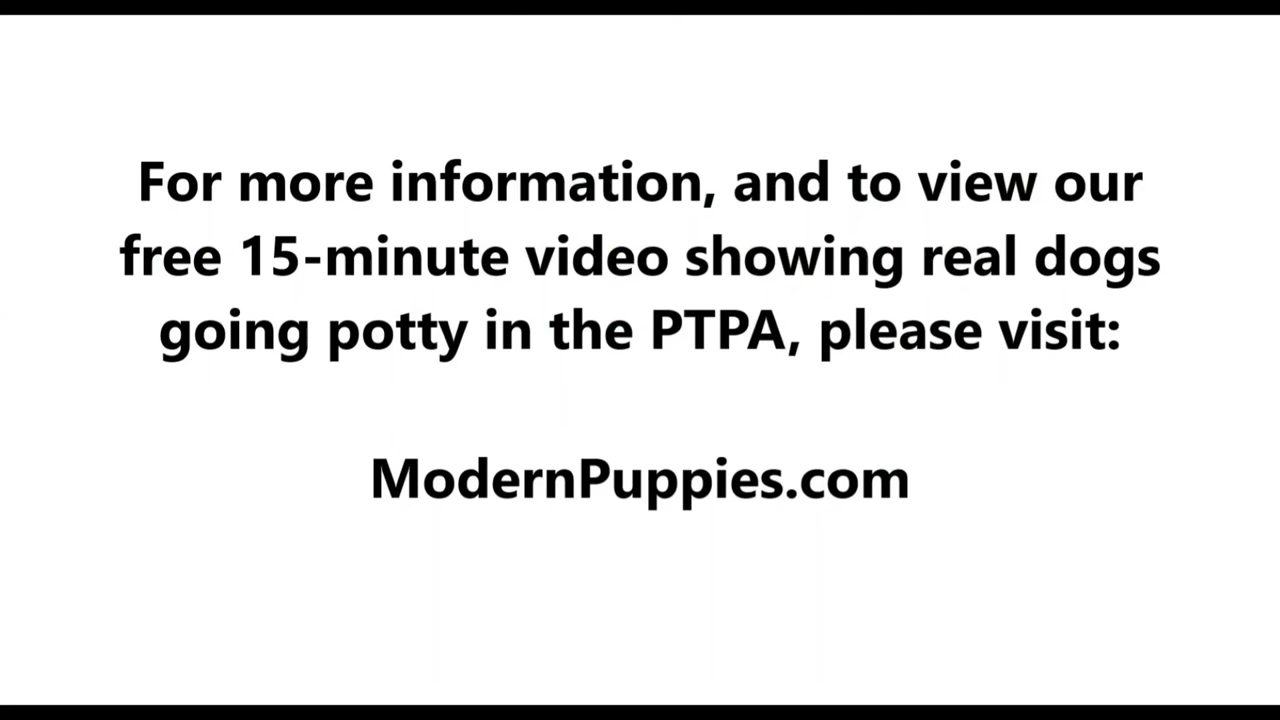 For more information, and to view our
free 15-minute video showing real dogs
going potty in the PTPA, please visit:
ModernPuppies.com